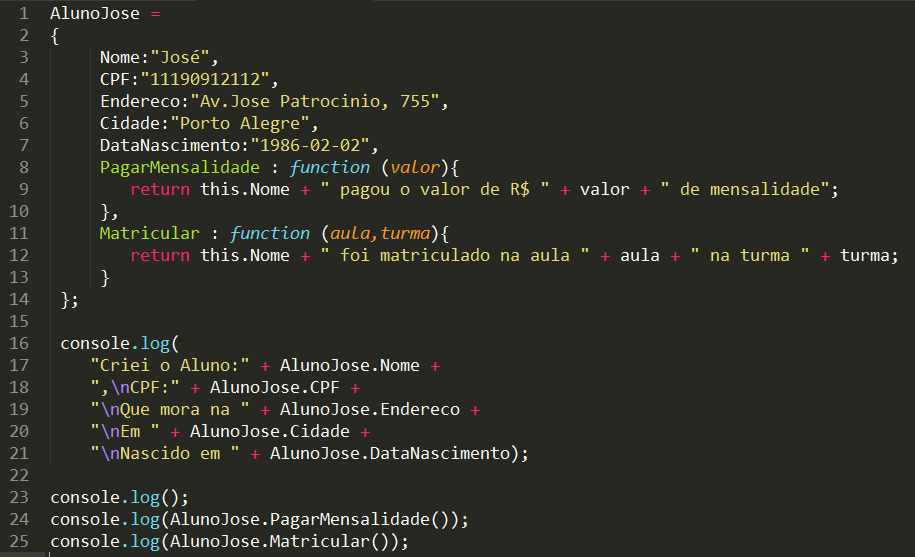 1 AlunoJose =
2 {
3 Nome:"José",
4 CPF:"11190912112",
5 Endereco:"Av.Jose Patrocinio, 755",
6 Cidade:"Porto Alegre",
7 DataNascimento:"1986-02-02",
8 PagarMensalidade : function (valor){
9 return this.Nome + " pagou o valor de R$ " + valor + " de mensalidade";
10 },
11 Matricular : function (aula,turma){
12 return this.Nome + " foi matriculado na aula " + aula + " na turma " + turma;
13 }
14 };
15
16 console.log(
17 "Criei o Aluno:" + AlunoJose.Nome +
18 ",\nCPF:" + AlunoJose.CPF +
19 "\nQue mora na " + AlunoJose.Endereco +
20 "\nEm " + AlunoJose.Cidade +
21 "\nNascido em " + AlunoJose.DataNascimento);
22
23 console.log();
24 console.log(AlunoJose.PagarMensalidade());
25 console.log(AlunoJose.Matricular());